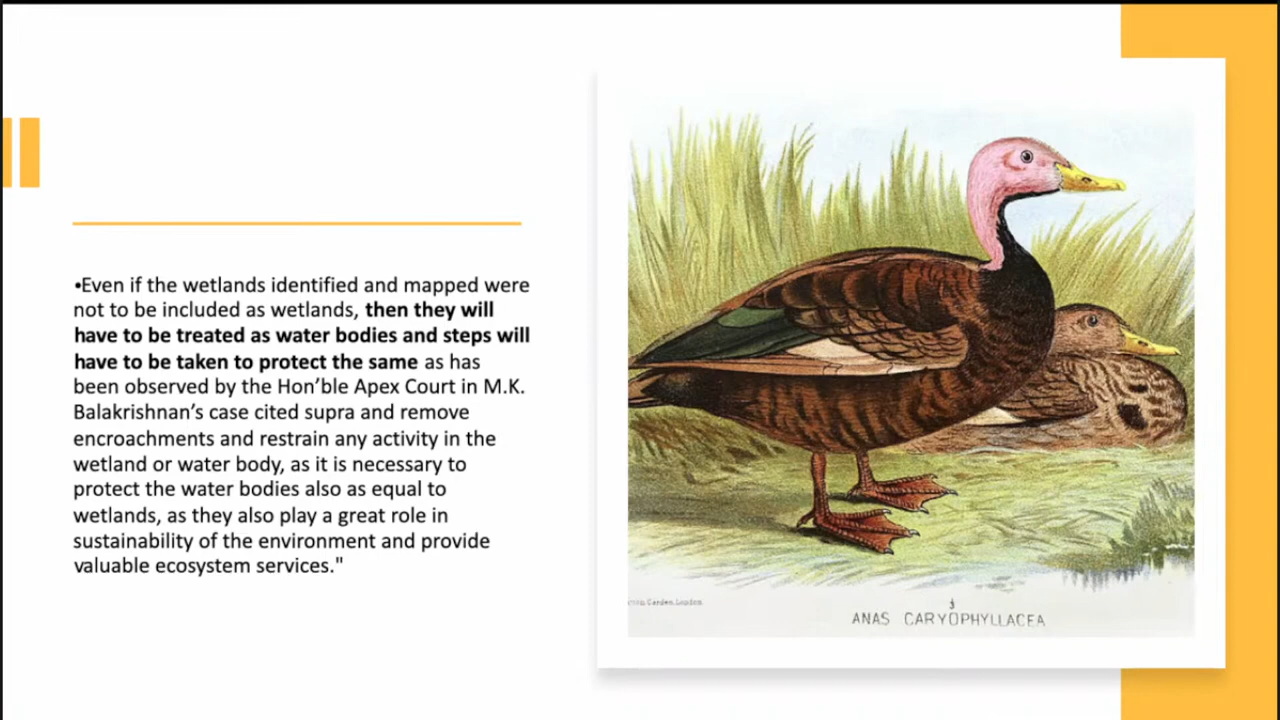 •Even if the wetlands identified and mapped were
not to be included as wetlands, then they will
have to be treated as water bodies and steps will
have to be taken to protect the same as has
been observed by the Hon’ble Apex Court in M.K.
Balakrishnan’s case cited supra and remove
encroachments and restrain any activity in the
wetland or water body, as it is necessary to
protect the water bodies also as equal to
wetlands, as they also play a great role in
sustainability of the environment and provide
valuable ecosystem services."
Garden, London.
ANAS CARYOPHYLLACEA